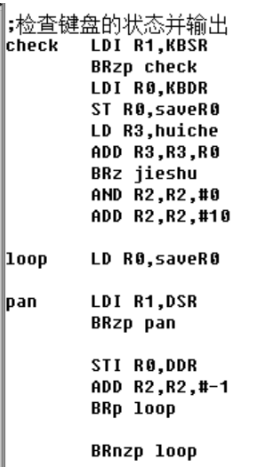 ;检查键盘的状态并输出
check LDI R1,KBSR
BRzp check
LDI R0,KBDR
ST R0,saveR0
LD R3,huiche
ADD R3,R3,R0
BRz jieshu
AND R2,R2,#0
ADD R2,R2,#10
loop LD R0,saveR0
pan LDI R1,DSR
BRzp pan
STI R0,DDR
ADD R2,R2,#-1
BRp loop
BRnzp loop